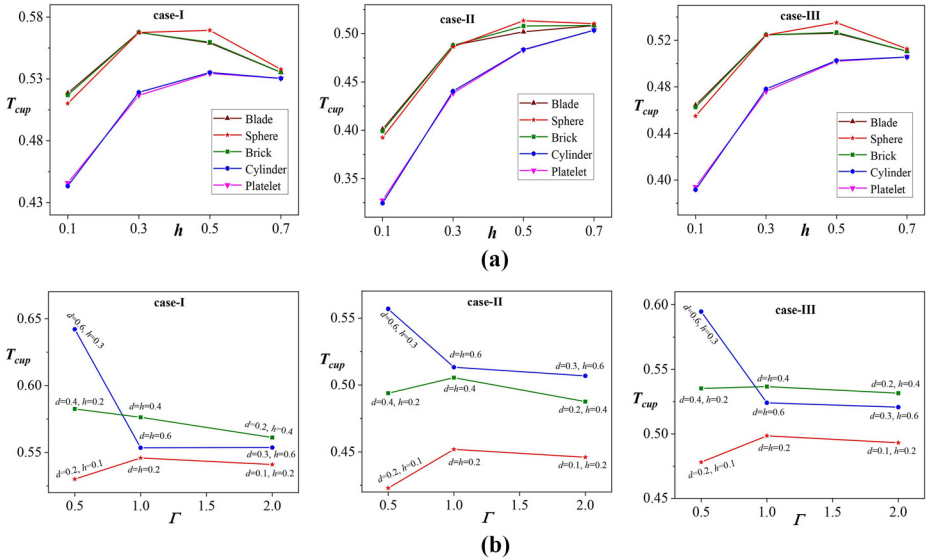 case-I
0.58
0.53
0.48
0.43
T_cup
Blade
Sphere
Brick
Cylinder
Platelet
0.1 0.3 0.5 0.7
h
case-II
0.50
0.45
0.40
0.35
T_cup
Blade
Sphere
Brick
Cylinder
Platelet
0.1 0.3 0.5 0.7
h
case-III
0.52
0.48
0.44
0.40
T_cup
Blade
Sphere
Brick
Cylinder
Platelet
0.1 0.3 0.5 0.7
h
(a)
case-I
0.65
0.60
0.55
T_cup
d=0.6, h=0.3
d=0.4, h=0.2
d=h=0.4
d=0.2, h=0.4
d=h=0.6
d=0.3, h=0.6
d=0.2, h=0.1
d=h=0.2
d=0.1, h=0.2
0.5 1.0 1.5 2.0
Γ
case-II
0.55
0.50
0.45
T_cup
d=0.6, h=0.3
d=h=0.6
d=0.3, h=0.6
d=0.4, h=0.2
d=h=0.4
d=0.2, h=0.4
d=0.2, h=0.1
d=h=0.2
d=0.1, h=0.2
0.5 1.0 1.5 2.0
Γ
case-III
0.60
0.55
0.50
0.45
T_cup
d=0.6, h=0.3
d=0.4, h=0.2
d=h=0.4
d=0.2, h=0.4
d=h=0.6
d=0.3, h=0.6
d=0.2, h=0.1
d=h=0.2
d=0.1, h=0.2
0.5 1.0 1.5 2.0
Γ
(b)